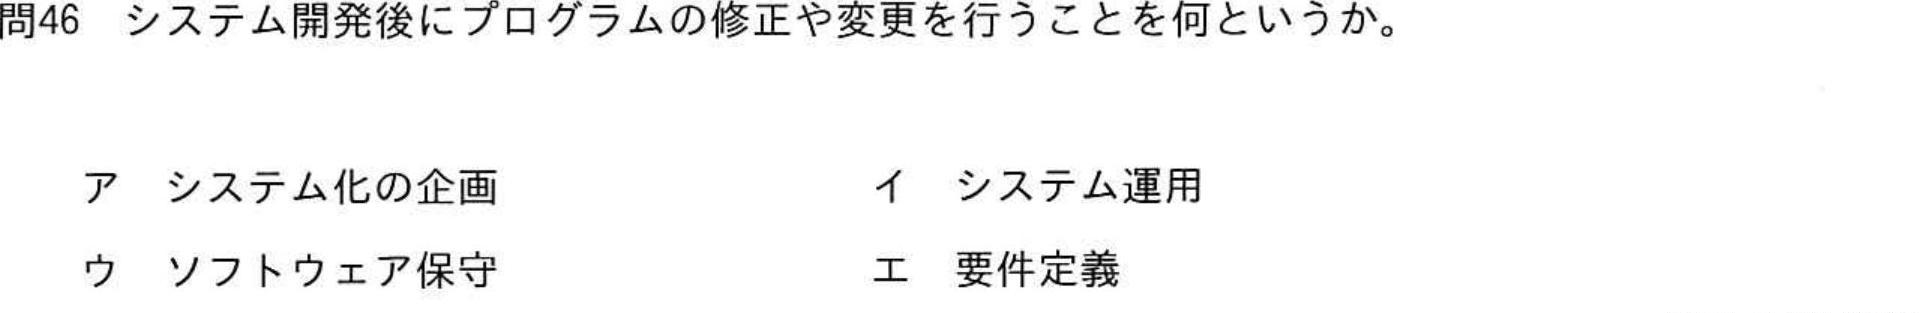 問46　システム開発後にプログラムの修正や変更を行うことを何というか。
ア　システム化の企画　イ　システム運用
ウ　ソフトウェア保守　エ　要件定義